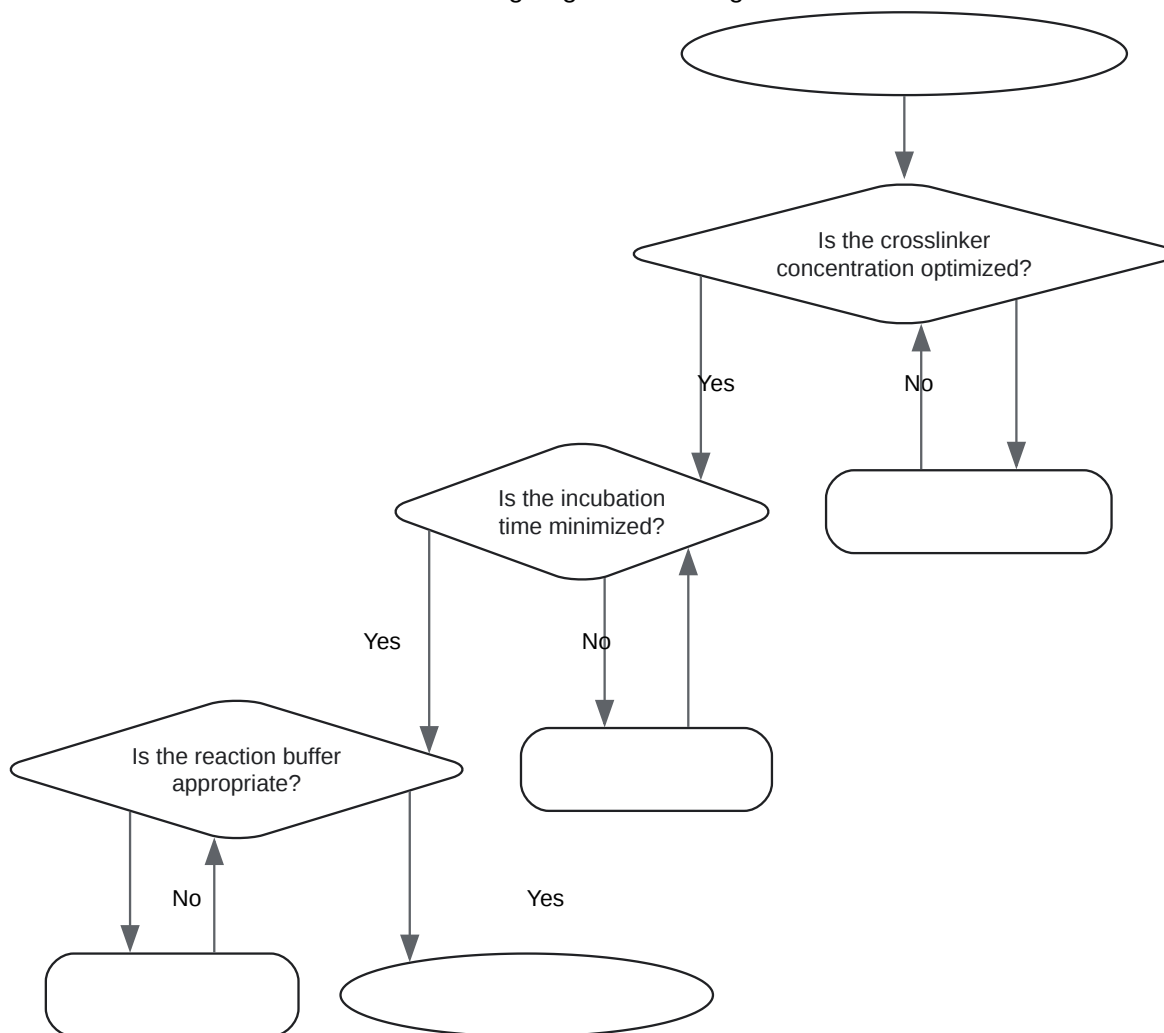 Is the crosslinker
concentration optimized?
Yes
No
Is the incubation
time minimized?
Yes
No
Is the reaction buffer
appropriate?
No
Yes